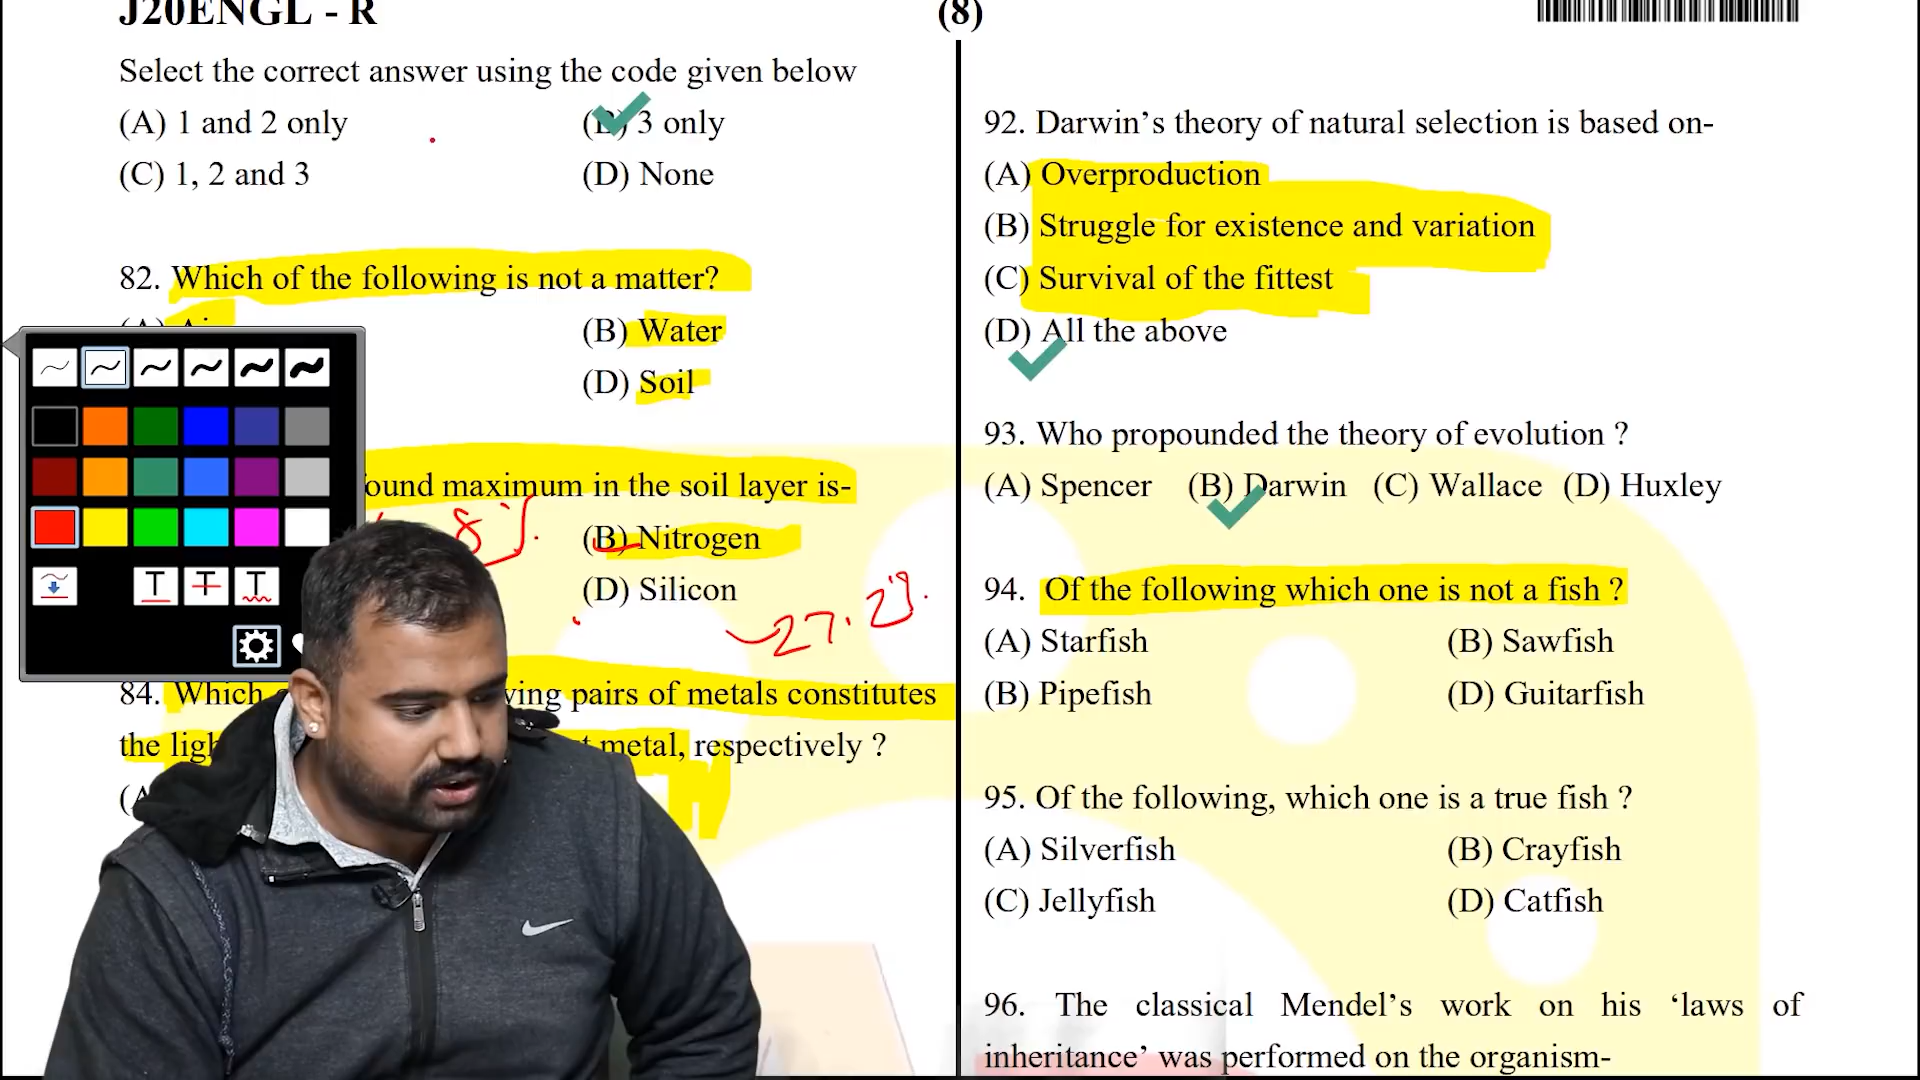 J20ENGL - R
(8)
Select the correct answer using the code given below
(A) 1 and 2 only (B) 3 only
(C) 1, 2 and 3 (D) None
82. Which of the following is not a matter?
(B) Water
(D) Soil
found maximum in the soil layer is-
8%
(B) Nitrogen
(D) Silicon
27.2%
84. Which pairs of metals constitutes
the metal, respectively ?
92. Darwin’s theory of natural selection is based on-
(A) Overproduction
(B) Struggle for existence and variation
(C) Survival of the fittest
(D) All the above
93. Who propounded the theory of evolution ?
(A) Spencer (B) Darwin (C) Wallace (D) Huxley
94. Of the following which one is not a fish ?
(A) Starfish (B) Sawfish
(B) Pipefish (D) Guitarfish
95. Of the following, which one is a true fish ?
(A) Silverfish (B) Crayfish
(C) Jellyfish (D) Catfish
96. The classical Mendel’s work on his ‘laws of
inheritance’ was performed on the organism-